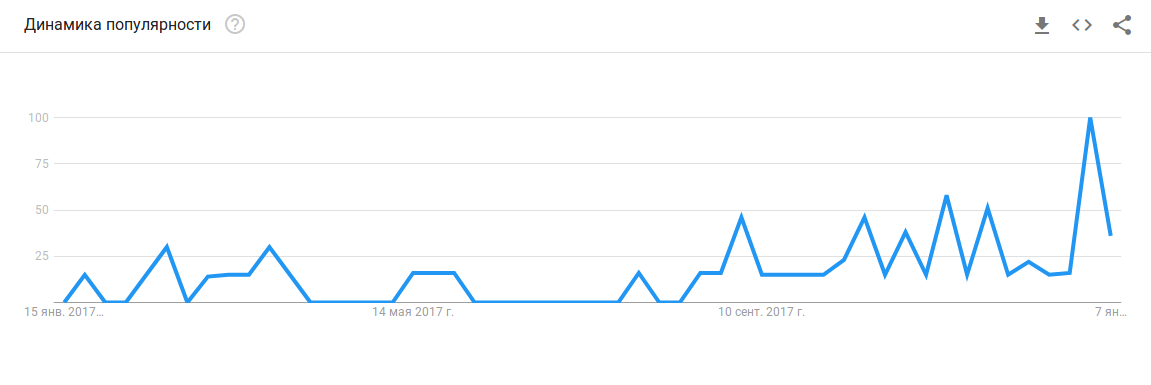 Динамика популярности
100
75
50
25
15 янв. 2017…
14 мая 2017 г.
10 сент. 2017 г.
7 ян…